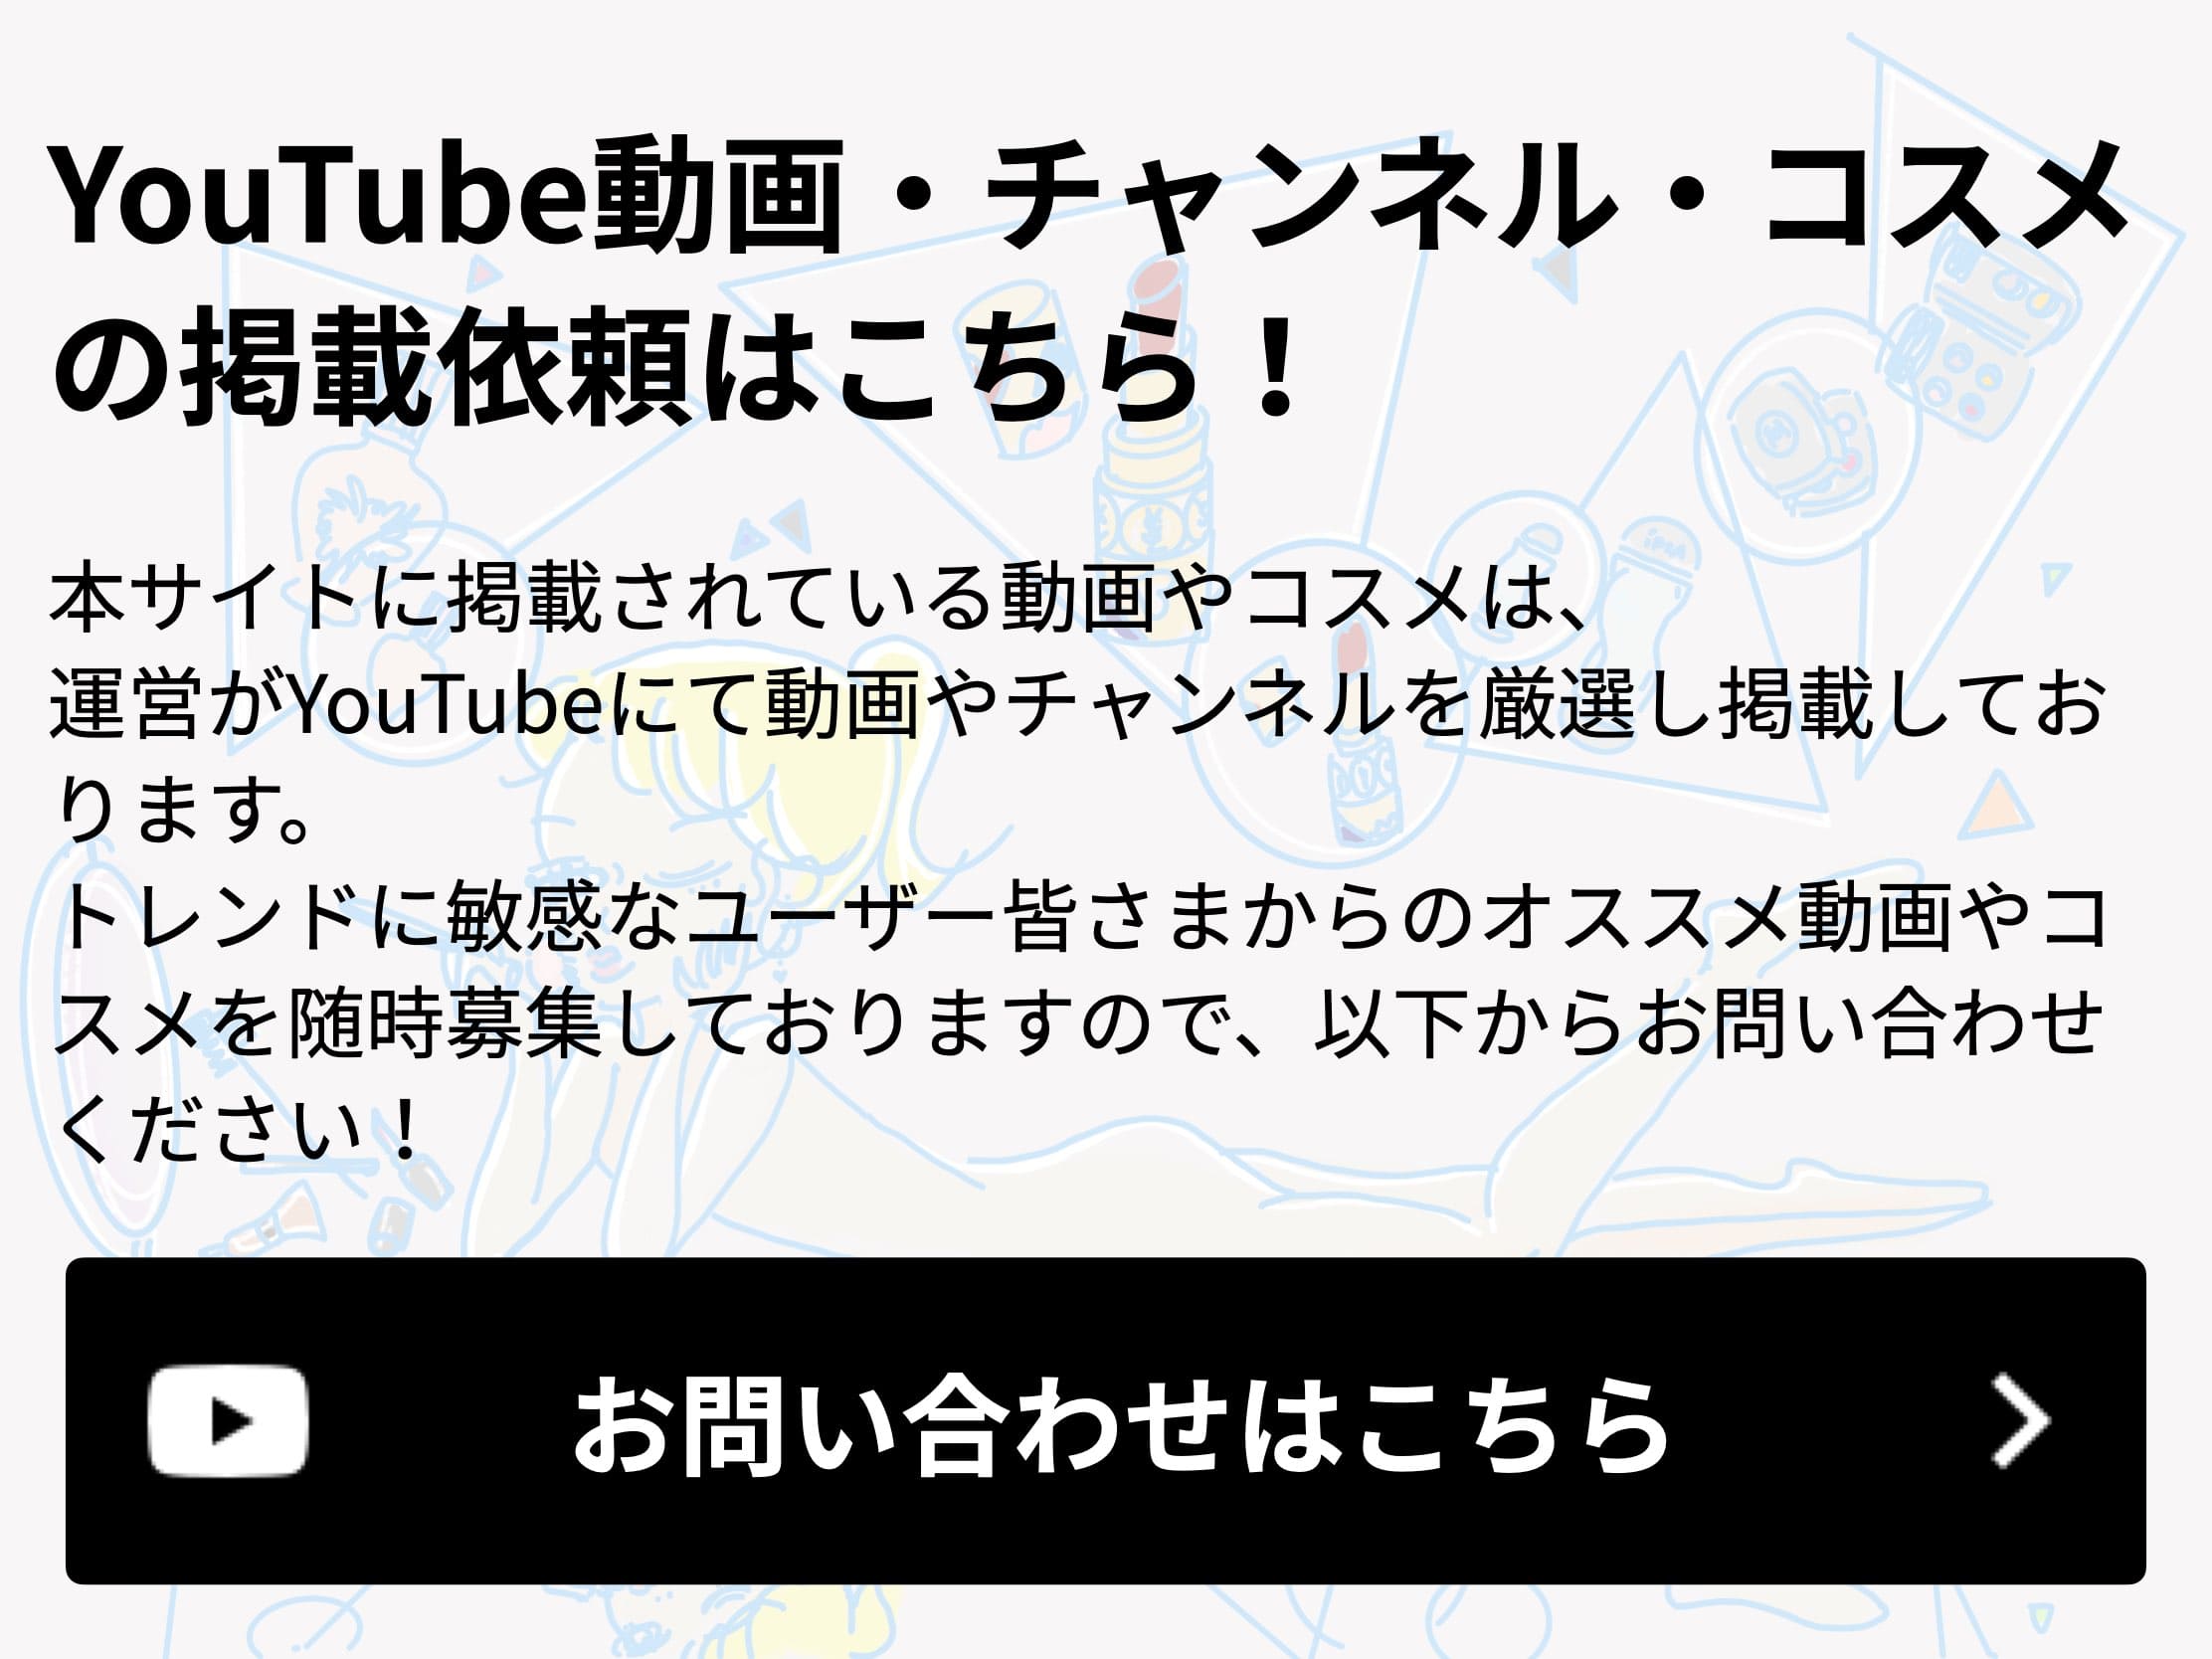 YouTube動画・チャンネル・コスメ
の掲載依頼はこちら！
本サイトに掲載されている動画やコスメは、
運営がYouTubeにて動画やチャンネルを厳選し掲載してお
ります。
トレンドに敏感なユーザー皆さまからのオススメ動画やコ
スメを随時募集しておりますので、以下からお問い合わせ
ください！
お問い合わせはこちら